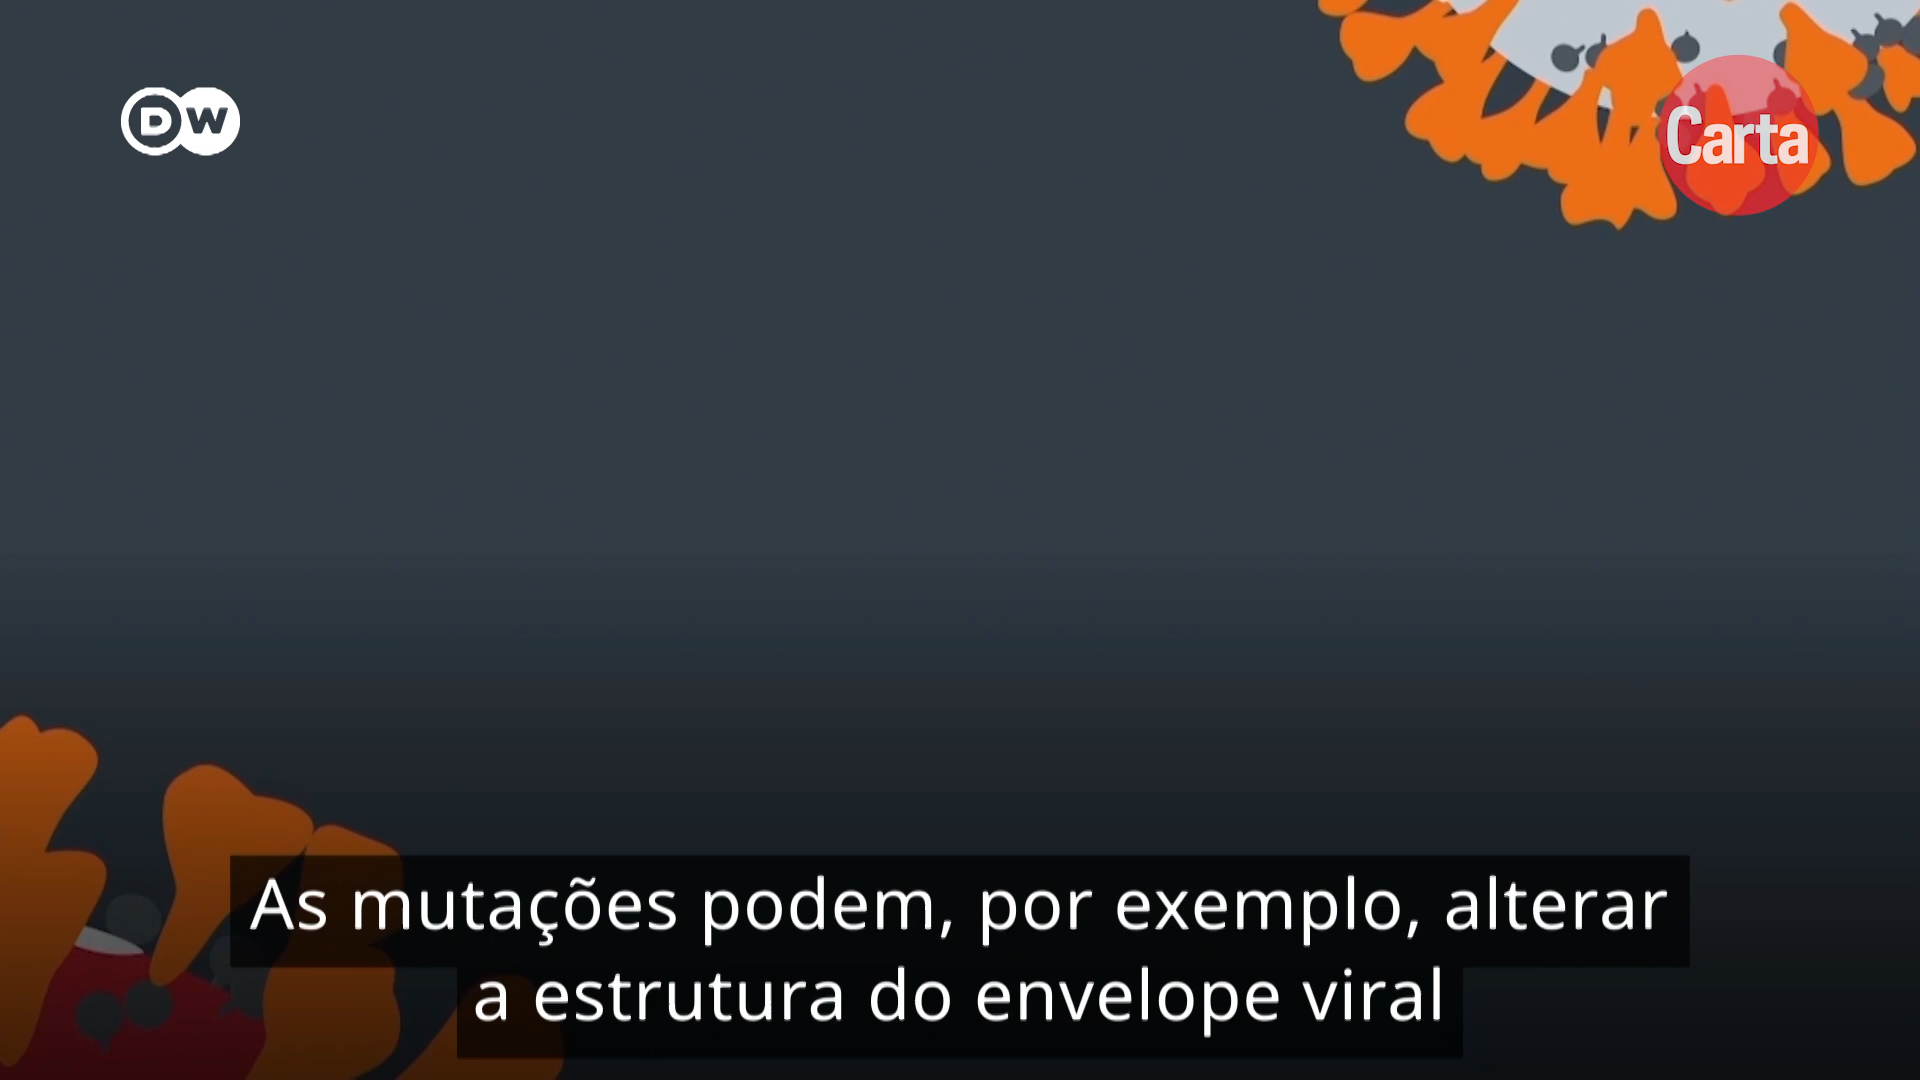 DW
Carta
As mutações podem, por exemplo, alterar
a estrutura do envelope viral